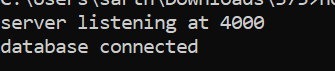 server listening at 4000
database connected